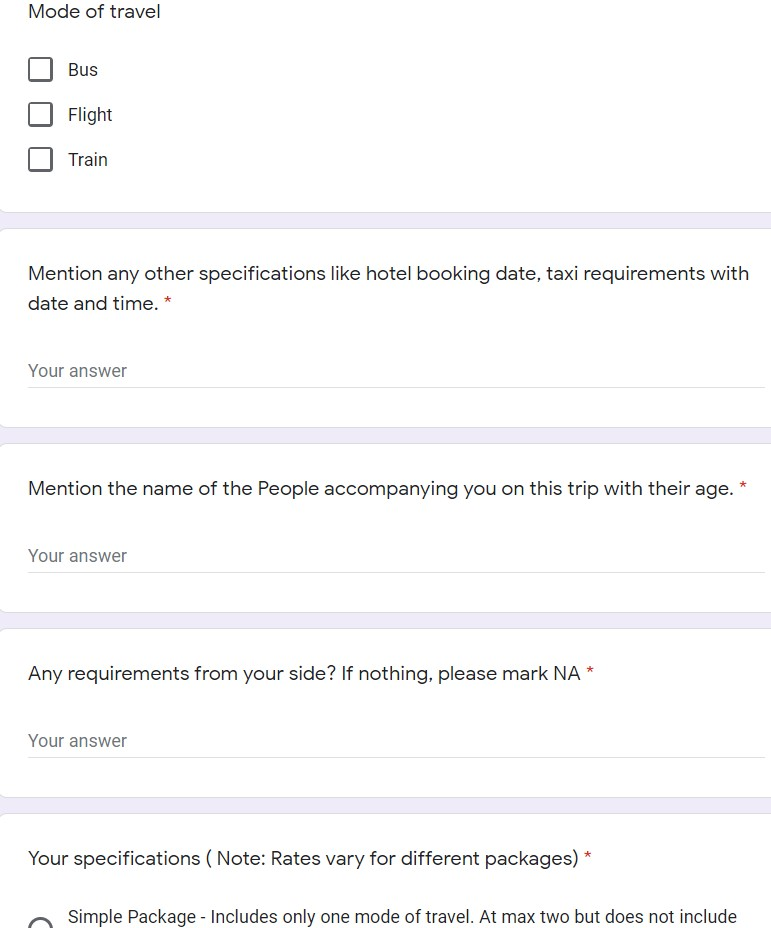 Mode of travel
Bus
Flight
Train
Mention any other specifications like hotel booking date, taxi requirements with
date and time. *
Your answer
Mention the name of the People accompanying you on this trip with their age. *
Your answer
Any requirements from your side? If nothing, please mark NA *
Your answer
Your specifications ( Note: Rates vary for different packages) *
Simple Package - Includes only one mode of travel. At max two but does not include